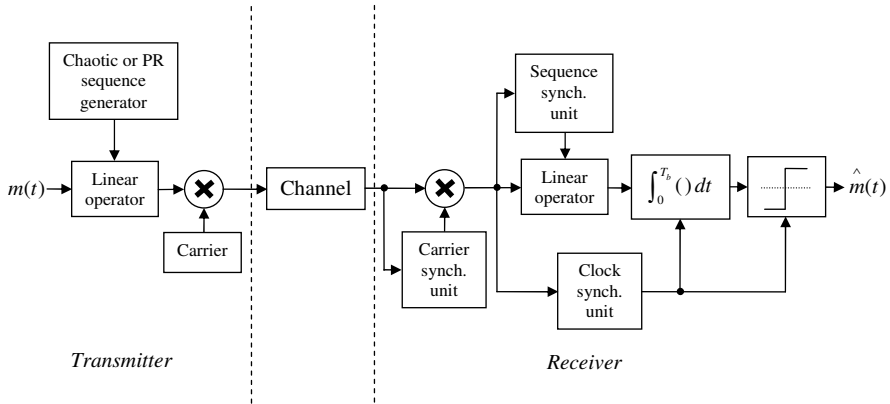 Chaotic or PR
sequence
generator
m(t)
Linear
operator
Carrier
Channel
Carrier
synch.
unit
Sequence
synch.
unit
Linear
operator
∫₀^{T_b} () dt
m̂(t)
Clock
synch.
unit
Transmitter
Receiver